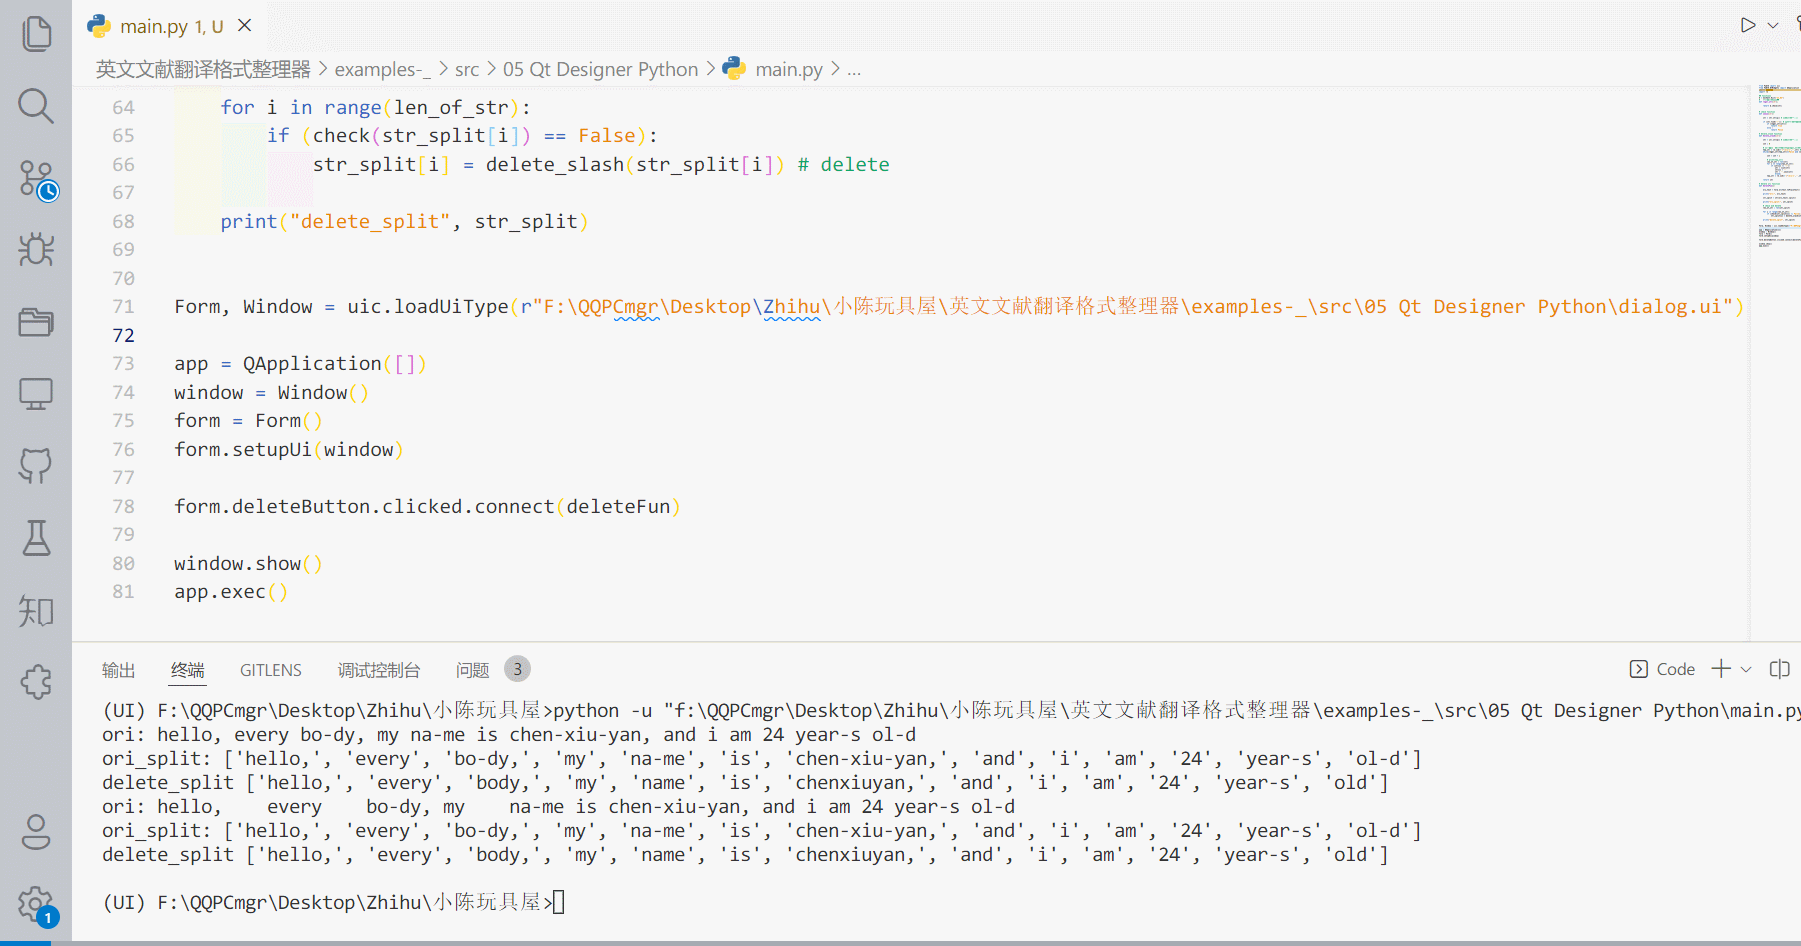 main.py 1, U
英文文献翻译格式整理器 > examples-_ > src > 05 Qt Designer Python > main.py > ...
64 for i in range(len_of_str):
65 if (check(str_split[i]) == False):
66 str_split[i] = delete_slash(str_split[i]) # delete
67
68 print("delete_split", str_split)
69
70
71 Form, Window = uic.loadUiType(r"F:\QQPCmgr\Desktop\Zhihu\小陈玩具屋\英文文献翻译格式整理器\examples-_\src\05 Qt Designer Python\dialog.ui")
72
73 app = QApplication([])
74 window = Window()
75 form = Form()
76 form.setupUi(window)
77
78 form.deleteButton.clicked.connect(deleteFun)
79
80 window.show()
81 app.exec()
输出 终端 GITLENS 调试控制台 问题 3 Code
(UI) F:\QQPCmgr\Desktop\Zhihu\小陈玩具屋>python -u "f:\QQPCmgr\Desktop\Zhihu\小陈玩具屋\英文文献翻译格式整理器\examples-_\src\05 Qt Designer Python\main.py
ori: hello, every bo-dy, my na-me is chen-xiu-yan, and i am 24 year-s ol-d
ori_split: ['hello,', 'every', 'bo-dy,', 'my', 'na-me', 'is', 'chen-xiu-yan,', 'and', 'i', 'am', '24', 'year-s', 'ol-d']
delete_split ['hello,', 'every', 'body,', 'my', 'name', 'is', 'chenxiuyan,', 'and', 'i', 'am', '24', 'year-s', 'old']
ori: hello,    every    bo-dy, my    na-me is chen-xiu-yan, and i am 24 year-s ol-d
ori_split: ['hello,', 'every', 'bo-dy,', 'my', 'na-me', 'is', 'chen-xiu-yan,', 'and', 'i', 'am', '24', 'year-s', 'ol-d']
delete_split ['hello,', 'every', 'body,', 'my', 'name', 'is', 'chenxiuyan,', 'and', 'i', 'am', '24', 'year-s', 'old']
(UI) F:\QQPCmgr\Desktop\Zhihu\小陈玩具屋>
知
1